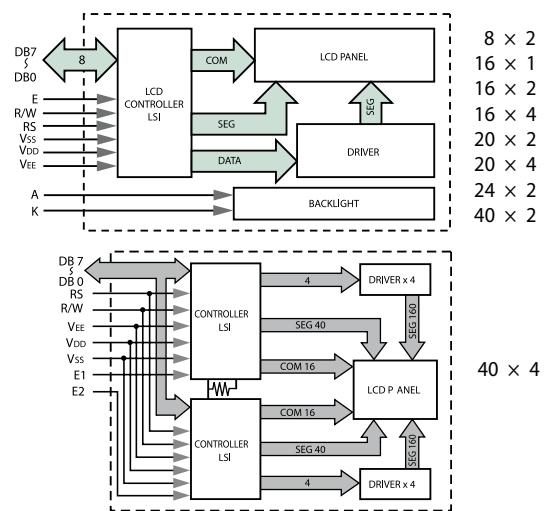 DB7
DB0
8
E
R/W
RS
VSS
VDD
VEE
A
K
LCD
CONTROLLER
LSI
COM
SEG
DATA
LCD PANEL
SEG
DRIVER
BACKLIGHT
8 × 2
16 × 1
16 × 2
16 × 4
20 × 2
20 × 4
24 × 2
40 × 2
DB 7
DB 0
RS
R/W
VEE
VDD
VSS
E1
E2
CONTROLLER
LSI
4
SEG 40
COM 16
DRIVER x 4
SEG 160
LCD P ANEL
CONTROLLER
LSI
COM 16
SEG 40
4
SEG 160
DRIVER x 4
40 × 4